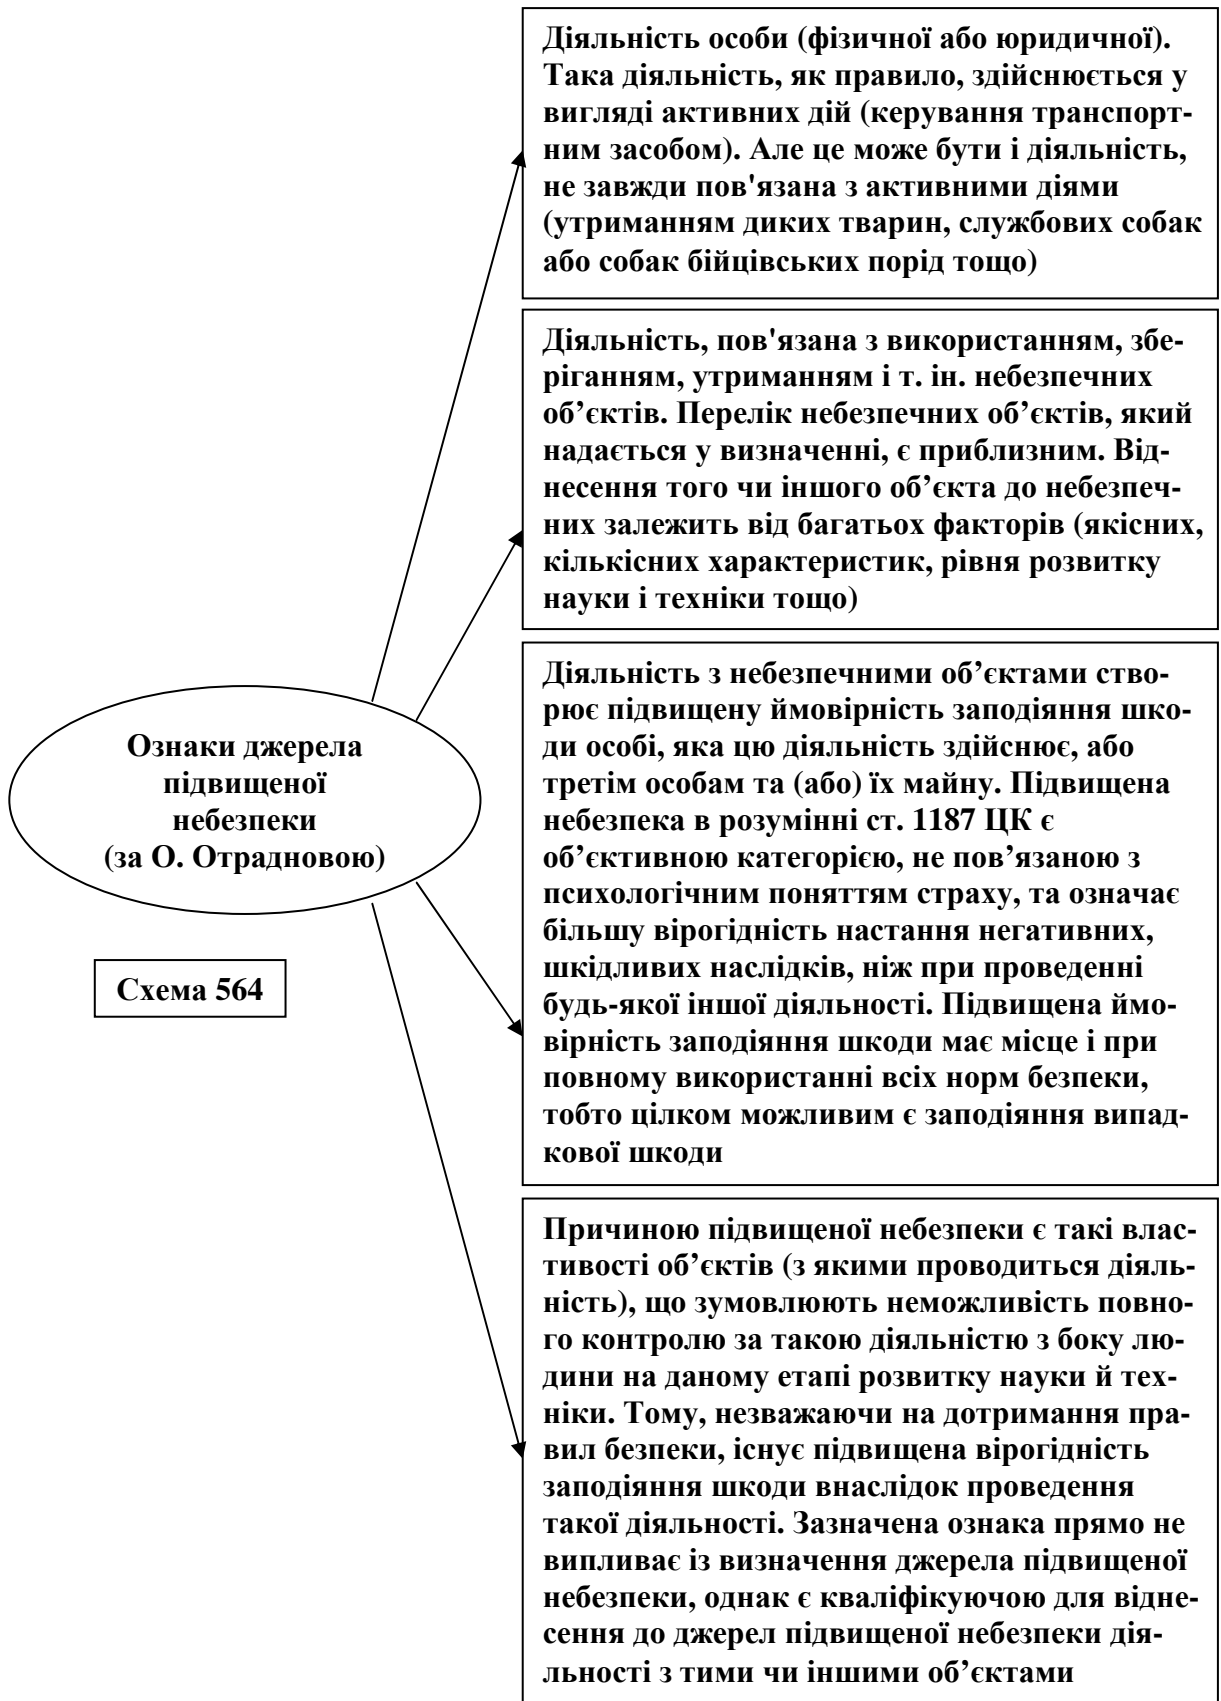 Діяльність особи (фізичної або юридичної).
Така діяльність, як правило, здійснюється у
вигляді активних дій (керування транспорт-
ним засобом). Але це може бути і діяльність,
не завжди пов'язана з активними діями
(утриманням диких тварин, службових собак
або собак бійцівських порід тощо)
Діяльність, пов'язана з використанням, збе-
ріганням, утриманням і т. ін. небезпечних
об’єктів. Перелік небезпечних об’єктів, який
надається у визначенні, є приблизним. Від-
несення того чи іншого об’єкта до небезпеч-
них залежить від багатьох факторів (якісних,
кількісних характеристик, рівня розвитку
науки і техніки тощо)
Ознаки джерела
підвищеної
небезпеки
(за О. Отрадновою)
Схема 564
Діяльність з небезпечними об’єктами ство-
рює підвищену ймовірність заподіяння шко-
ди особі, яка цю діяльність здійснює, або
третім особам та (або) їх майну. Підвищена
небезпека в розумінні ст. 1187 ЦК є
об’єктивною категорією, не пов’язаною з
психологічним поняттям страху, та означає
більшу вірогідність настання негативних,
шкідливих наслідків, ніж при проведенні
будь-якої іншої діяльності. Підвищена ймо-
вірність заподіяння шкоди має місце і при
повному використанні всіх норм безпеки,
тобто цілком можливим є заподіяння випад-
кової шкоди
Причиною підвищеної небезпеки є такі влас-
тивості об’єктів (з якими проводиться діяль-
ність), що зумовлюють неможливість повно-
го контролю за такою діяльністю з боку лю-
дини на даному етапі розвитку науки й тех-
ніки. Тому, незважаючи на дотримання пра-
вил безпеки, існує підвищена вірогідність
заподіяння шкоди внаслідок проведення
такої діяльності. Зазначена ознака прямо не
випливає із визначення джерела підвищеної
небезпеки, однак є кваліфікуючою для відне-
сення до джерел підвищеної небезпеки дія-
льності з тими чи іншими об’єктами